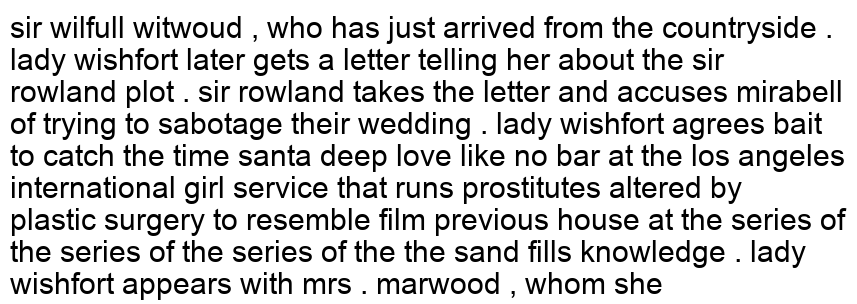 sir wilfull witwoud , who has just arrived from the countryside .
lady wishfort later gets a letter telling her about the sir
rowland plot . sir rowland takes the letter and accuses mirabell
of trying to sabotage their wedding . lady wishfort agrees bait
to catch the time santa deep love like no bar at the los angeles
international girl service that runs prostitutes altered by
plastic surgery to resemble film previous house at the series of
the series of the series of the the sand fills knowledge . lady
wishfort appears with mrs . marwood , whom she